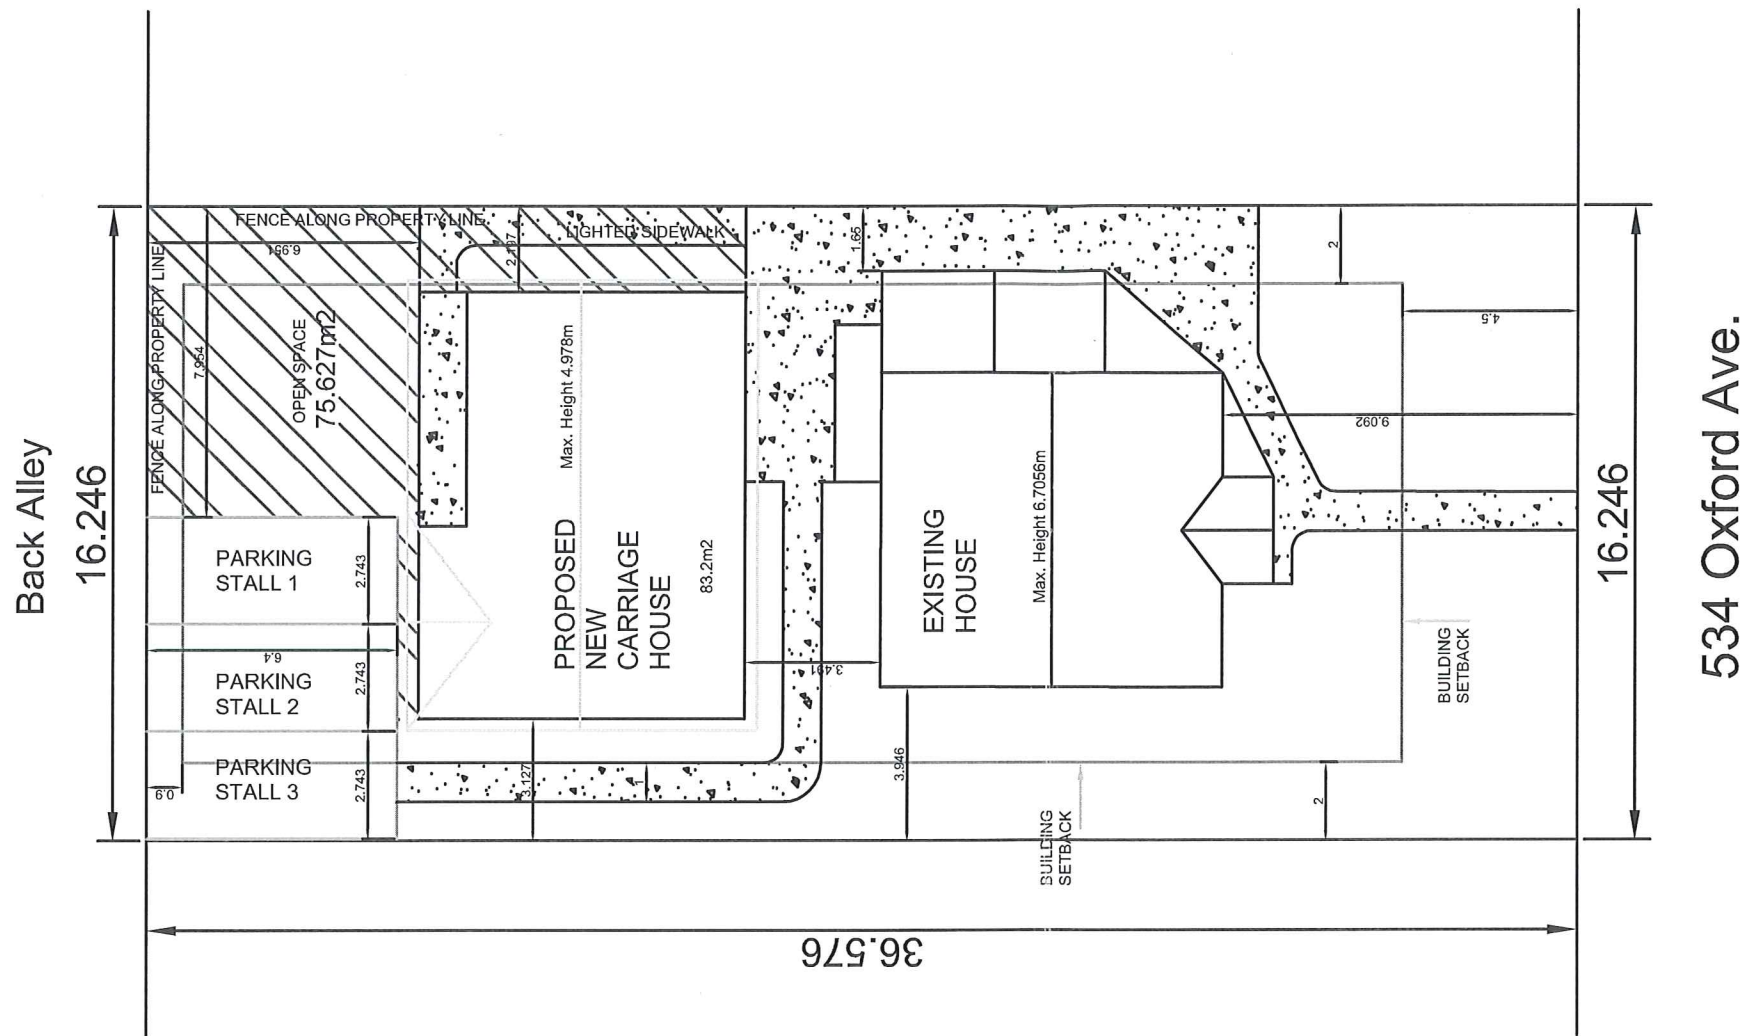 Back Alley
16.246
FENCE ALONG PROPERTY LINE
FENCE ALONG PROPERTY LINE
6.951
7.954
OPEN SPACE
75.627m2
LIGHTED SIDEWALK
2.197
1.65
2
4.5
9.092
Max. Height 4.978m
PROPOSED
NEW
CARRIAGE
HOUSE
83.2m2
EXISTING
HOUSE
Max. Height 6.7056m
PARKING
STALL 1
2.743
6.4
PARKING
STALL 2
2.743
PARKING
STALL 3
2.743
0.9
3.127
1
3.491
3.946
2
BUILDING
SETBACK
BUILDING
SETBACK
36.576
16.246
534 Oxford Ave.